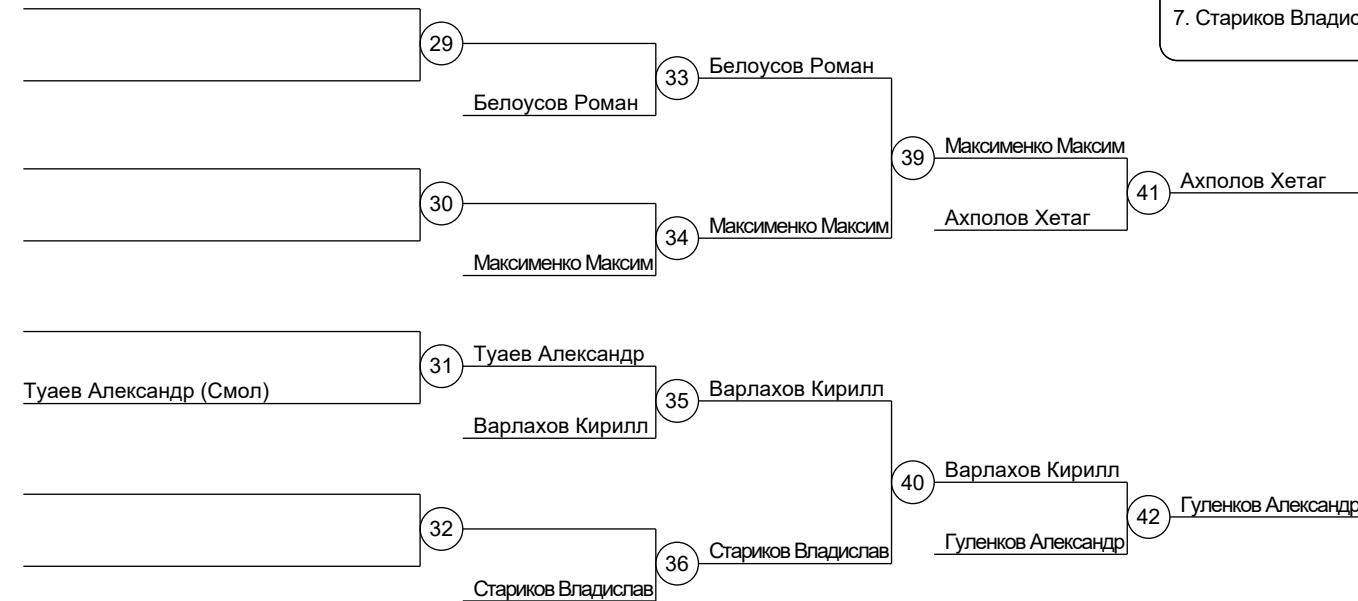 7. Стариков
29
33
Белоусов Роман
Белоусов Роман
39
Максименко Максим
41
Ахполов Хетаг
30
34
Максименко Максим
Ахполов Хетаг
Максименко Максим
31
Туаев Александр
Туаев Александр (Смол)
35
Варлахов Кирилл
Варлахов Кирилл
40
Варлахов Кирилл
42
Гуленков Александр
32
36
Стариков Владислав
Гуленков Александр
Стариков Владислав